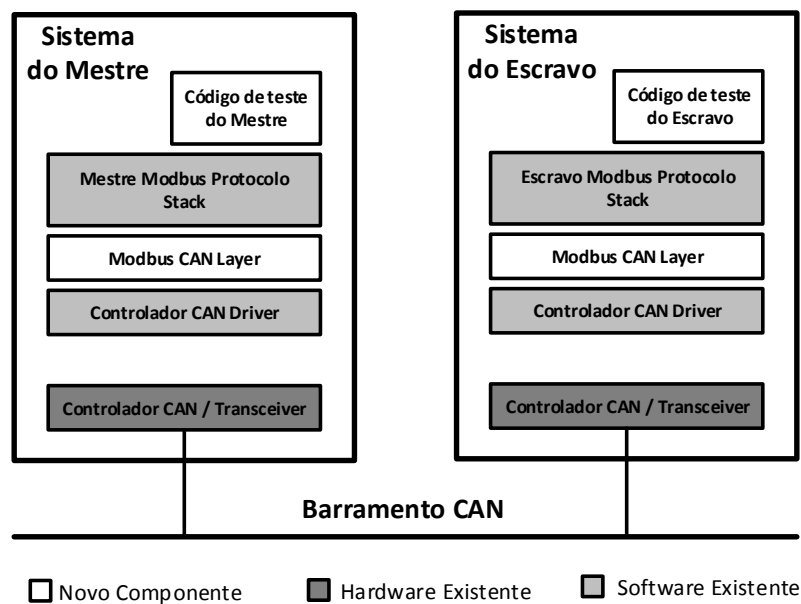 Sistema
do Mestre
Código de teste
do Mestre
Mestre Modbus Protocolo
Stack
Modbus CAN Layer
Controlador CAN Driver
Controlador CAN / Transceiver
Sistema
do Escravo
Código de teste
do Escravo
Escravo Modbus Protocolo
Stack
Modbus CAN Layer
Controlador CAN Driver
Controlador CAN / Transceiver
Barramento CAN
Novo Componente
Hardware Existente
Software Existente